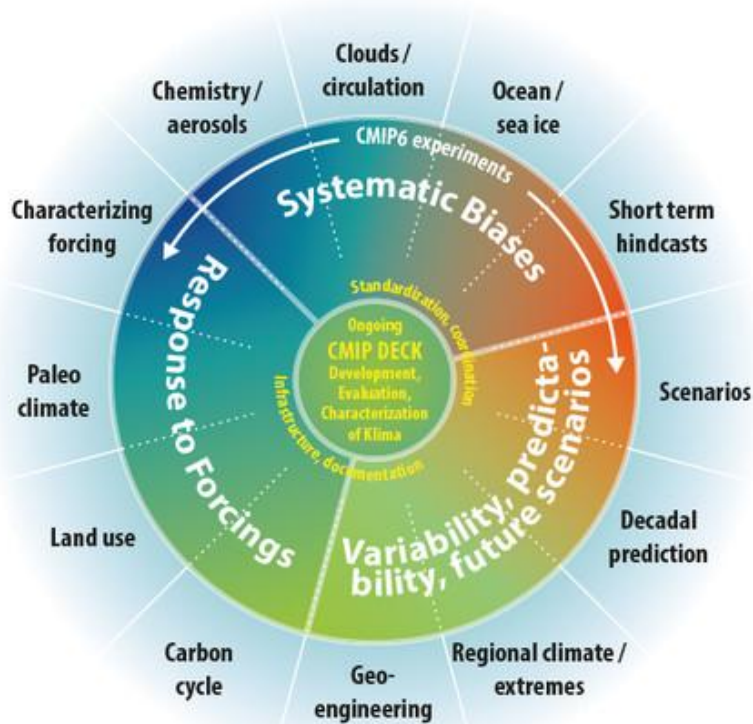 Clouds /
circulation
Ocean /
sea ice
Short term
hindcasts
Scenarios
Decadal
prediction
Regional climate /
extremes
Geo-
engineering
Carbon
cycle
Land use
Paleo
climate
Characterizing
forcing
Chemistry /
aerosols
CMIP6 experiments
Systematic Biases
Variability, predicta-
bility, future scenarios
Response to Forcings
Standardization, coordination
Infrastructure, documentation
Ongoing
CMIP DECK
Development,
Evaluation,
Characterization
of Klima